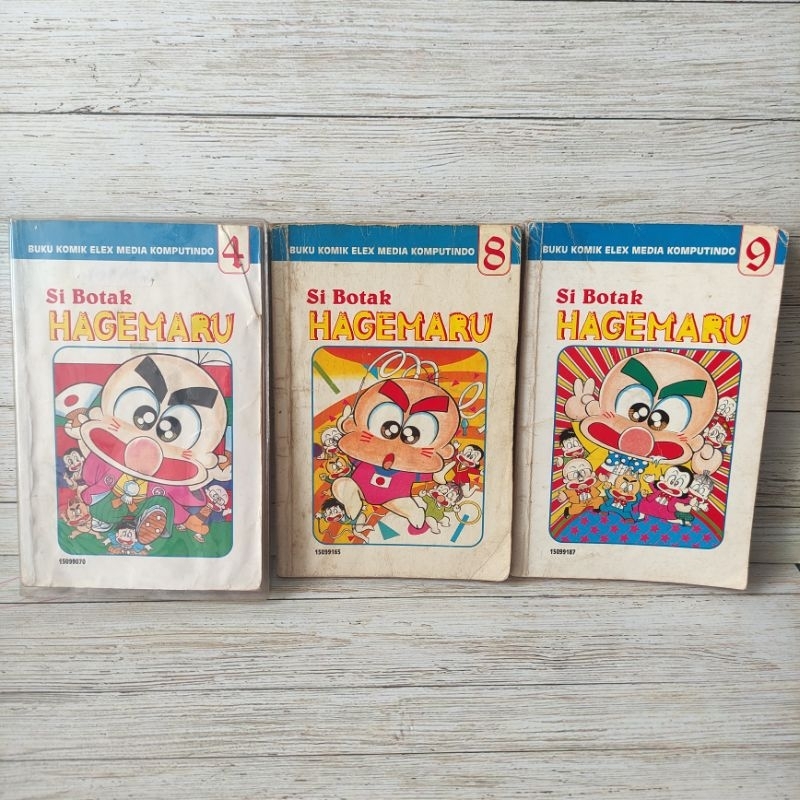 BUKU KOMIK ELEX MEDIA KOMPUTINDO 4
Si Botak
HAGEMARU
15099070
BUKU KOMIK ELEX MEDIA KOMPUTINDO 8
Si Botak
HAGEMARU
15099165
BUKU KOMIK ELEX MEDIA KOMPUTINDO 9
Si Botak
HAGEMARU
15099187